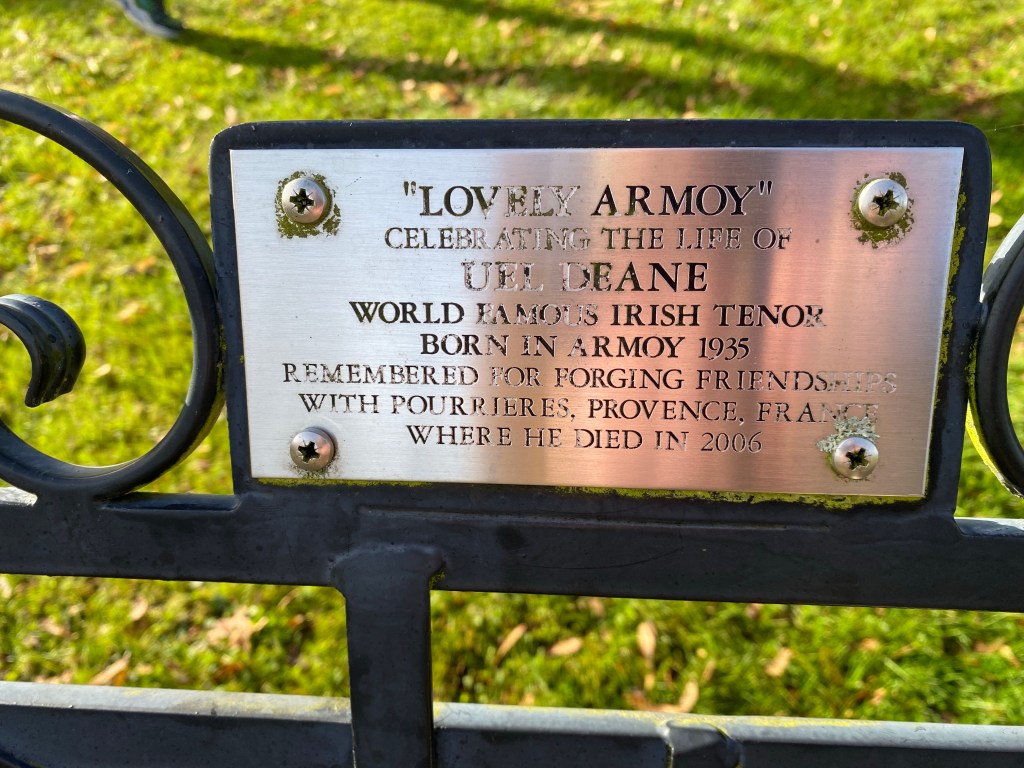 "LOVELY ARMOY"
CELEBRATING THE LIFE OF
UEL DEANE
WORLD FAMOUS IRISH TENOR
BORN IN ARMOY 1935
REMEMBERED FOR FORGING FRIENDSHIPS
WITH POURRIERES, PROVENCE, FRANCE
WHERE HE DIED IN 2006